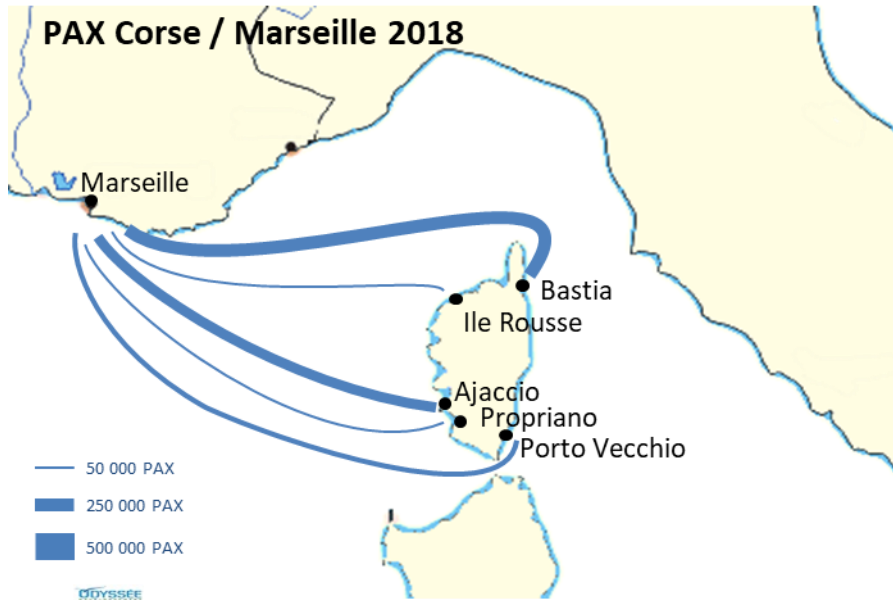 PAX Corse / Marseille 2018
Marseille
Bastia
Ile Rousse
Ajaccio
Propriano
Porto Vecchio
50 000 PAX
250 000 PAX
500 000 PAX
ODYSSÉE